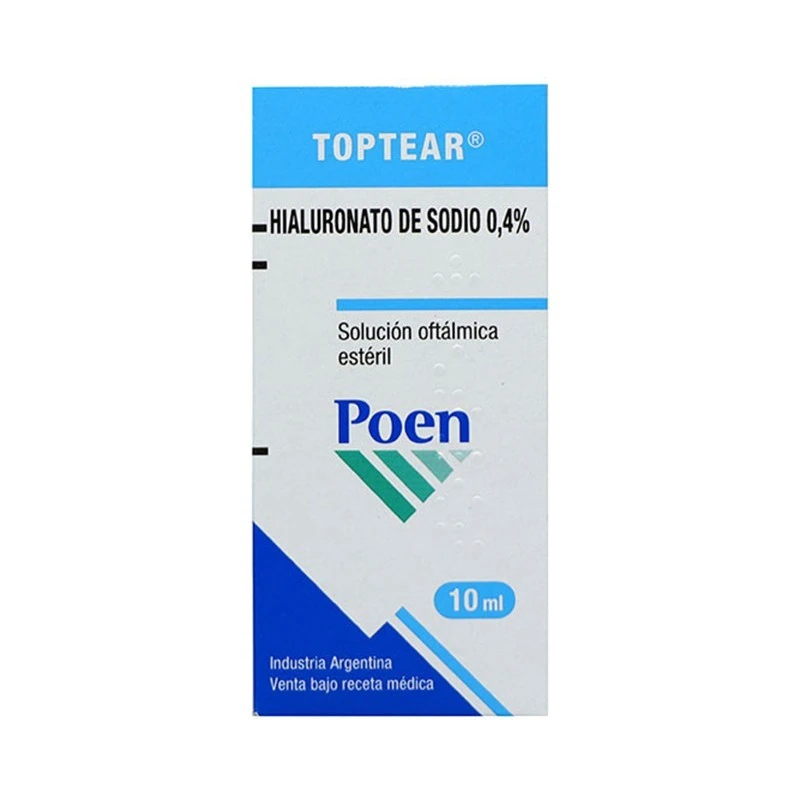 TOPTEAR®
HIALURONATO DE SODIO 0,4%
Solución oftálmica
estéril
Poen
10 ml
Industria Argentina
Venta bajo receta médica